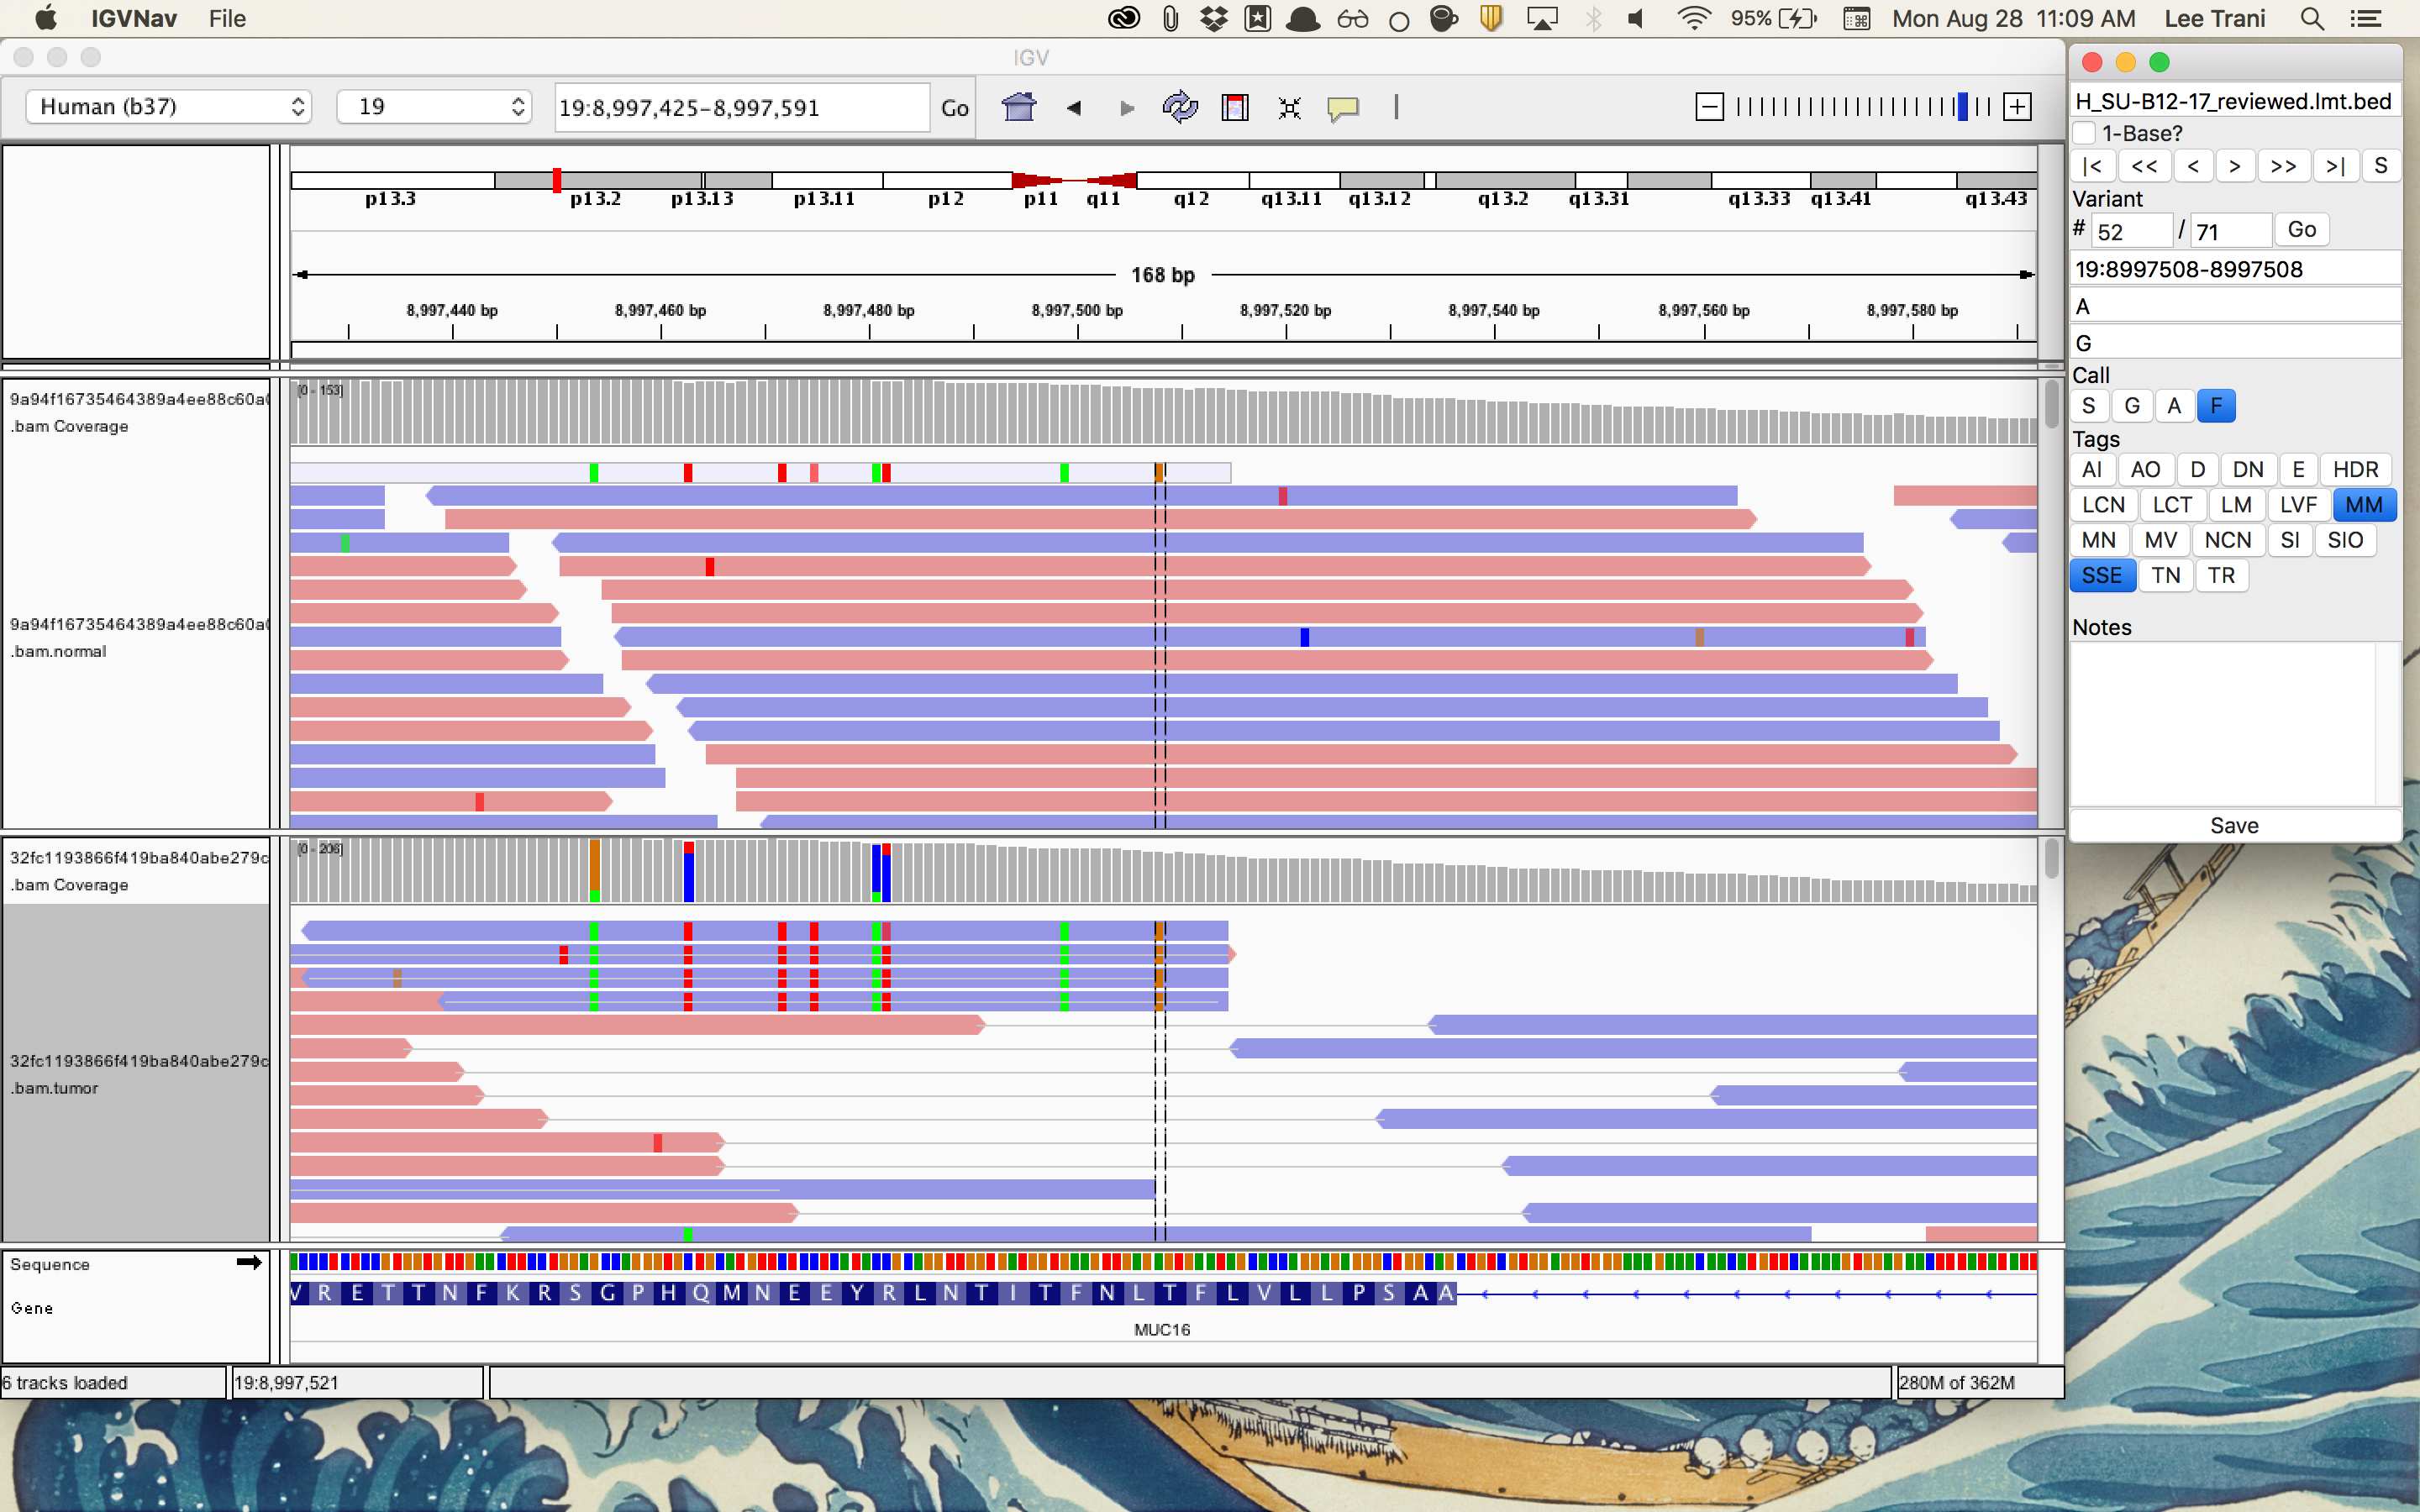 IGVNav File 95% Mon Aug 28 11:09 AM Lee Trani
IGV
Human (b37) 19 19:8,997,425-8,997,591 Go
p13.3 p13.2 p13.13 p13.11 p12 p11 q11 q12 q13.11 q13.12 q13.2 q13.31 q13.33 q13.41 q13.43
168 bp
8,997,440 bp 8,997,460 bp 8,997,480 bp 8,997,500 bp 8,997,520 bp 8,997,540 bp 8,997,560 bp 8,997,580 bp
[0 - 153]
9a94f16735464389a4ee88c60a
.bam Coverage
9a94f16735464389a4ee88c60a
.bam.normal
[0 - 206]
32fc1193866f419ba840abe279c
.bam Coverage
32fc1193866f419ba840abe279c
.bam.tumor
Sequence
Gene
V R E T T N F K R S G P H Q M N E E Y R L N T I T F N L T F L V L L P S A A
MUC16
6 tracks loaded 19:8,997,521 280M of 362M
H_SU-B12-17_reviewed.lmt.bed
1-Base?
|< << < > >> >| S
Variant
# 52 / 71 Go
19:8997508-8997508
A
G
Call
S G A F
Tags
AI AO D DN E HDR
LCN LCT LM LVF MM
MN MV NCN SI SIO
SSE TN TR
Notes
Save